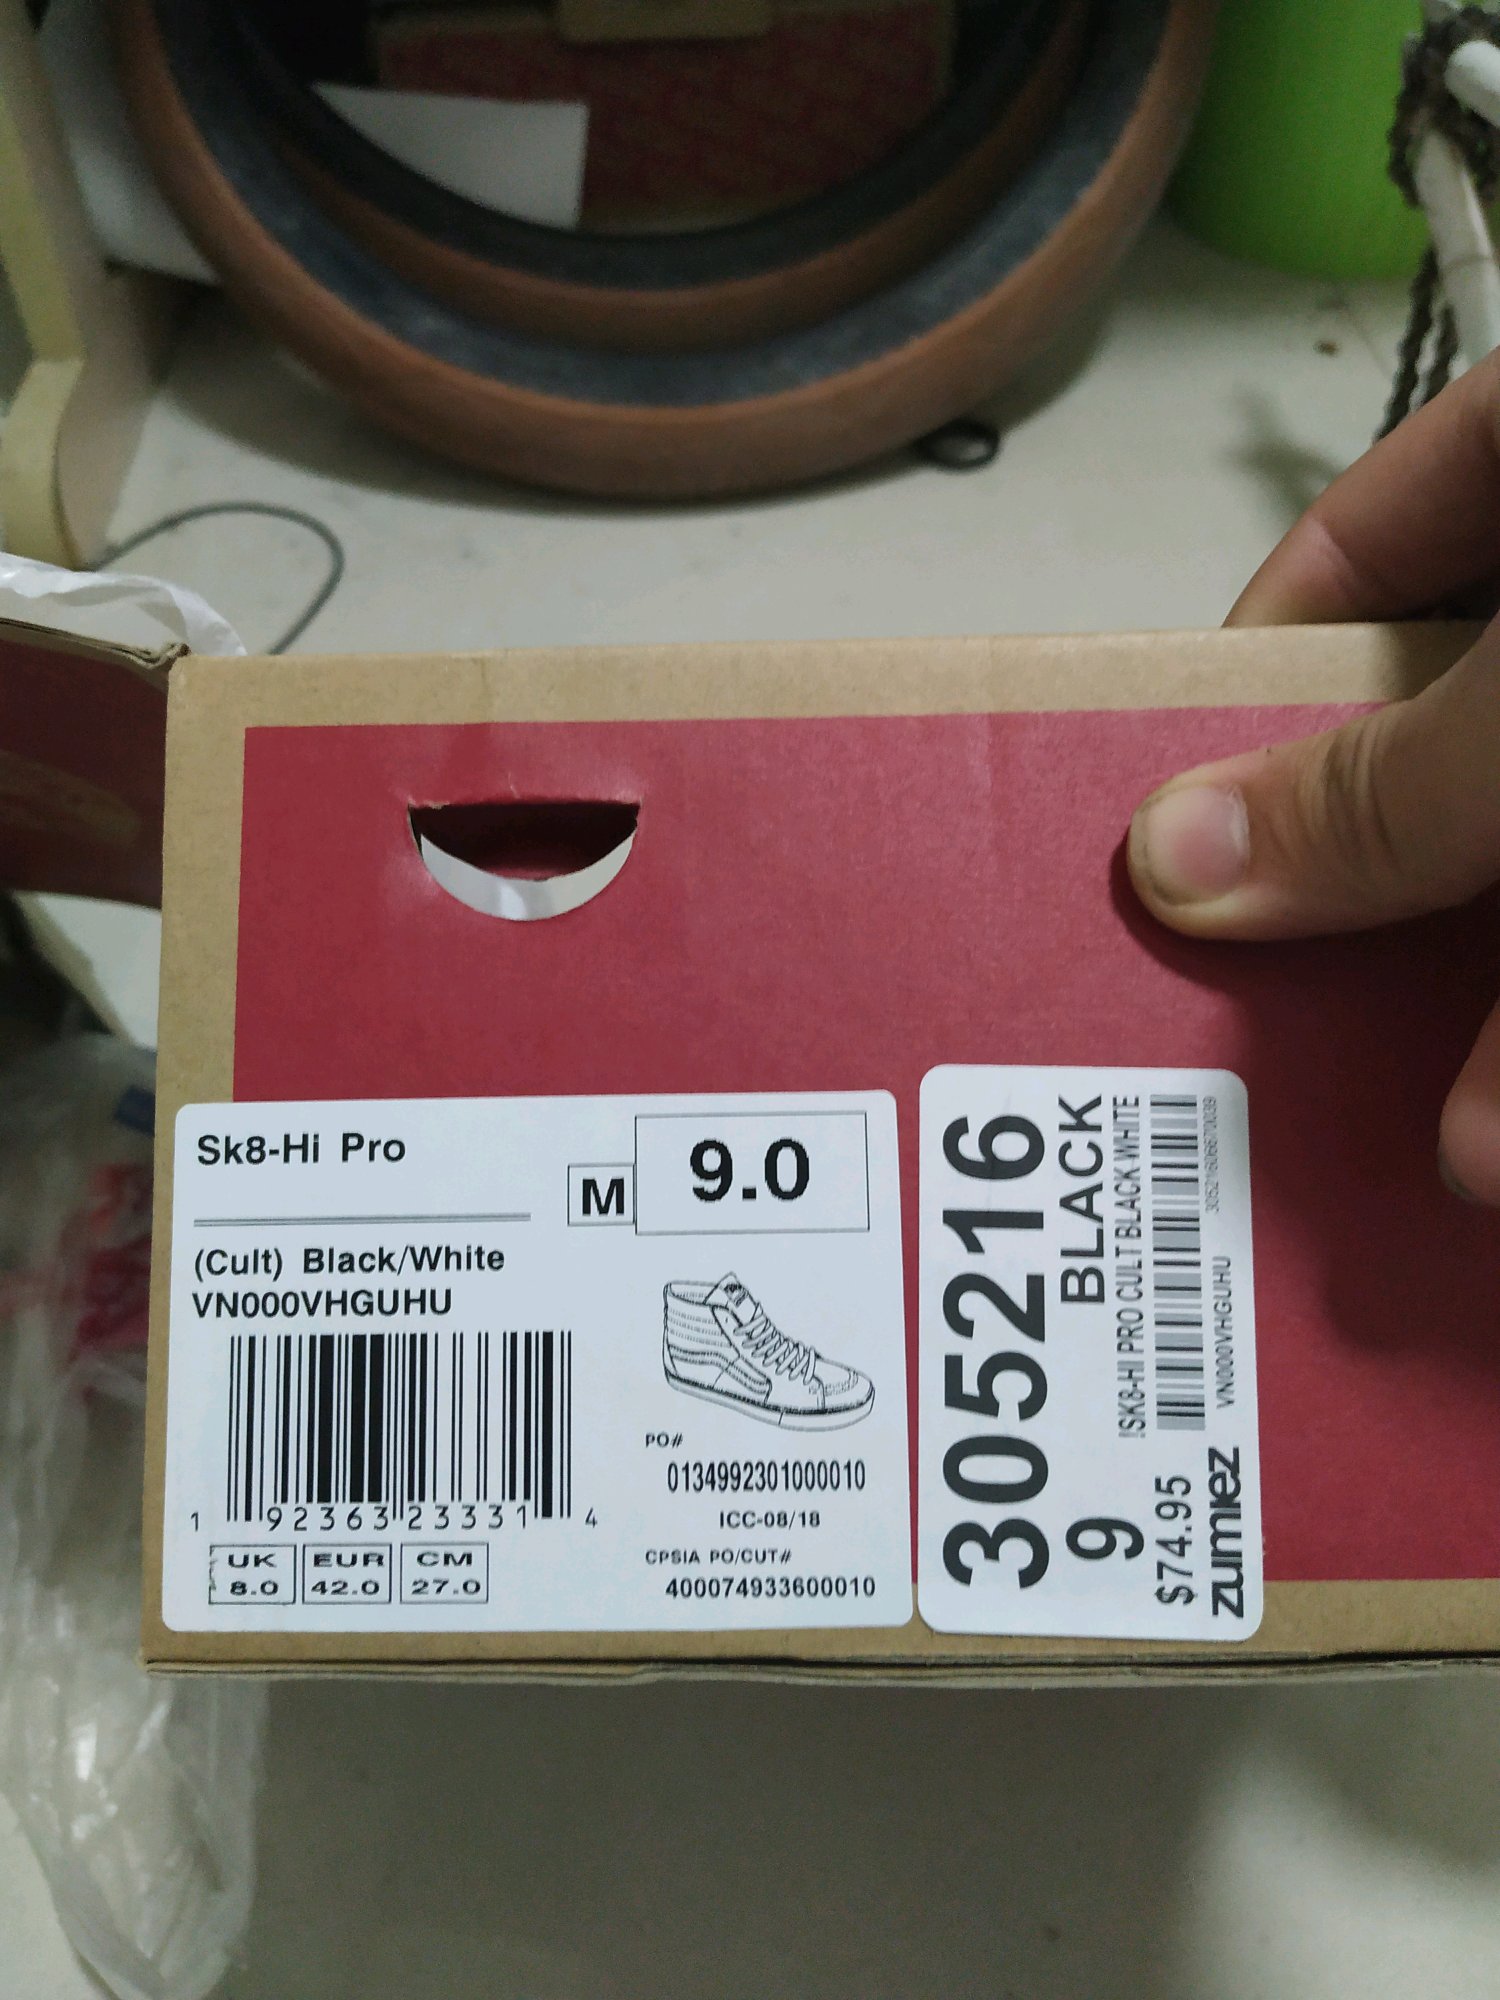 Sk8-Hi Pro
M
9.0
(Cult) Black/White
VN000VHGUHU
1 92363 23331 4
UK
8.0
EUR
42.0
CM
27.0
PO#
0134992301000010
ICC-08/18
CPSIA PO/CUT#
400074933600010
305216
9 BLACK
!SK8-HI PRO CULT BLACK WHITE
$74.95
VN000VHGUHU
zumiez